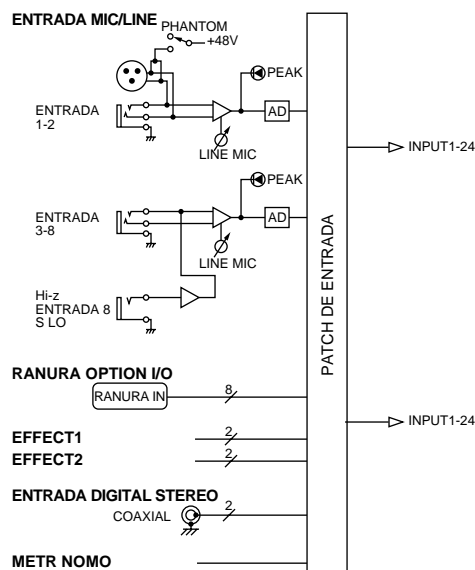 ENTRADA MIC/LINE
PHANTOM
+48V
PEAK
ENTRADA
1-2
AD
LINE MIC
INPUT1-24
PEAK
ENTRADA
3-8
AD
LINE MIC
Hi-z
ENTRADA 8
S LO
PATCH DE ENTRADA
RANURA OPTION I/O
RANURA IN
8
INPUT1-24
EFFECT1
2
EFFECT2
2
ENTRADA DIGITAL STEREO
COAXIAL
2
METR NOMO